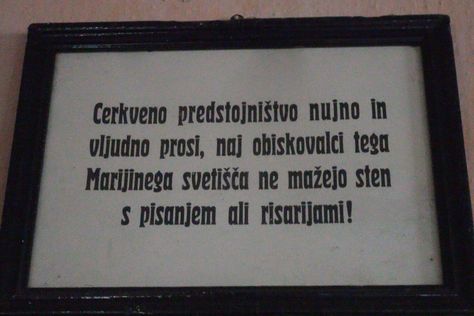 Cerkveno predstojništvo nujno in
vljudno prosi, naj obiskovalci tega
Marijinega svetišča ne mažejo sten
s pisanjem ali risarijami!